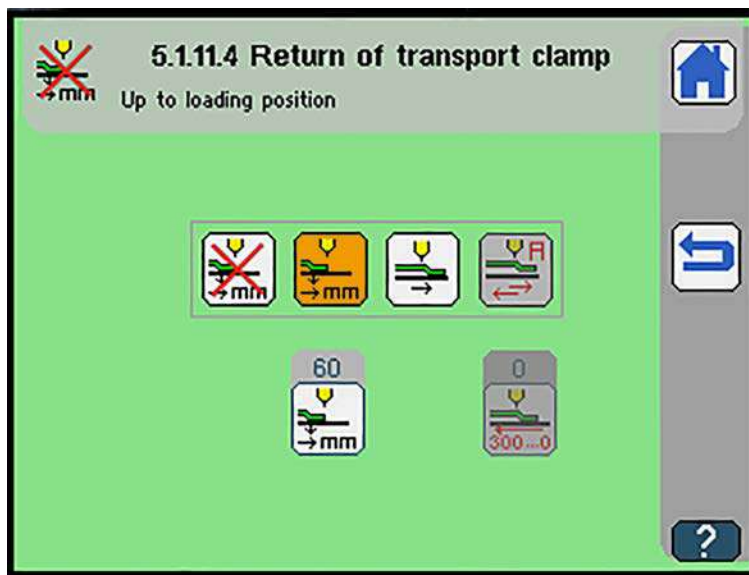 5.1.11.4 Return of transport clamp
→mm
Up to loading position
A
→mm →mm
60 0
→mm 300...0
?